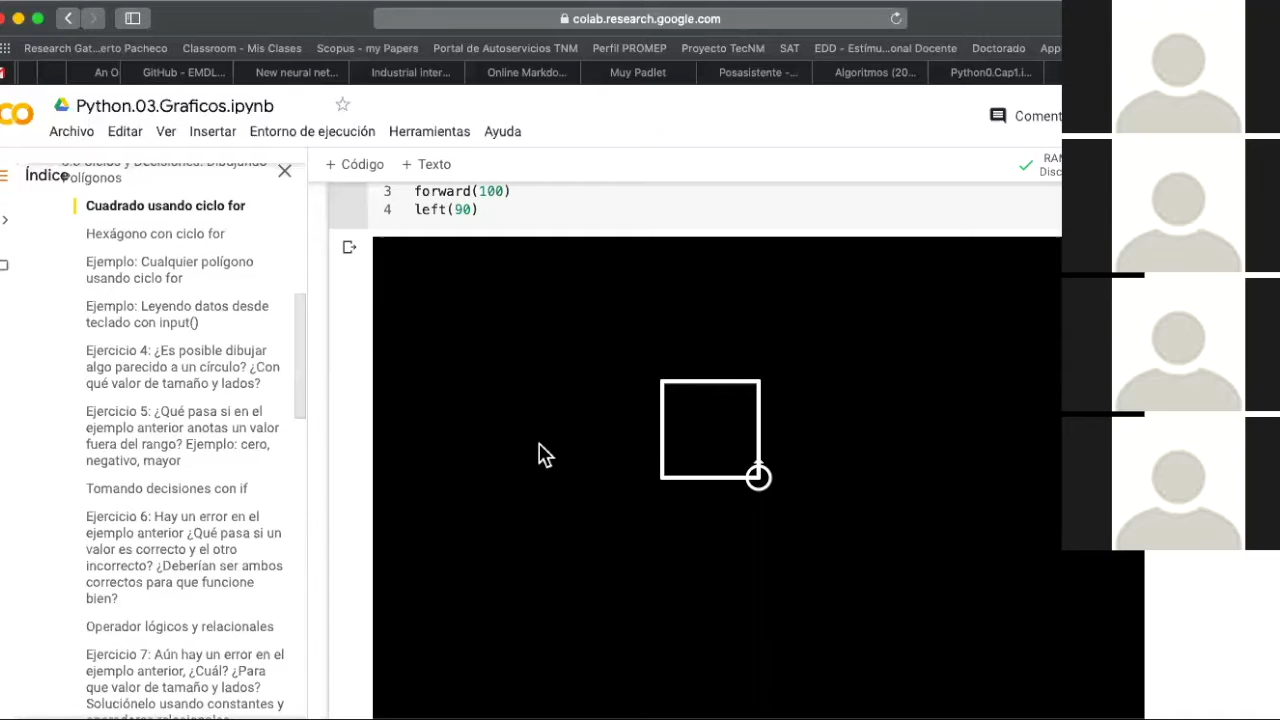 colab.research.google.com
Research Gat...erto Pacheco
Classroom - Mis Clases
Scopus - my Papers
Portal de Autoservicios TNM
Perfil PROMEP
Proyecto TecNM
SAT
EDD - Estímu...onal Docente
Doctorado
App
An O
GitHub - EMDL...
New neural net...
Industrial inter...
Online Markdo...
Muy Padlet
Posasistente -...
Algoritmos (20...
Python0.Cap1.i...
Python.03.Graficos.ipynb
Archivo
Editar
Ver
Insertar
Entorno de ejecución
Herramientas
Ayuda
Coment
+ Código
+ Texto
RAM
Disc
Índice
Ciclos y Decisiones: Dibujando
Polígonos
Cuadrado usando ciclo for
Hexágono con ciclo for
Ejemplo: Cualquier polígono
usando ciclo for
Ejemplo: Leyendo datos desde
teclado con input()
Ejercicio 4: ¿Es posible dibujar
algo parecido a un círculo? ¿Con
qué valor de tamaño y lados?
Ejercicio 5: ¿Qué pasa si en el
ejemplo anterior anotas un valor
fuera del rango? Ejemplo: cero,
negativo, mayor
Tomando decisiones con if
Ejercicio 6: Hay un error en el
ejemplo anterior ¿Qué pasa si un
valor es correcto y el otro
incorrecto? ¿Deberían ser ambos
correctos para que funcione
bien?
Operador lógicos y relacionales
Ejercicio 7: Aún hay un error en el
ejemplo anterior, ¿Cuál? ¿Para
que valor de tamaño y lados?
Soluciónelo usando constantes y
3 forward(100)
4 left(90)